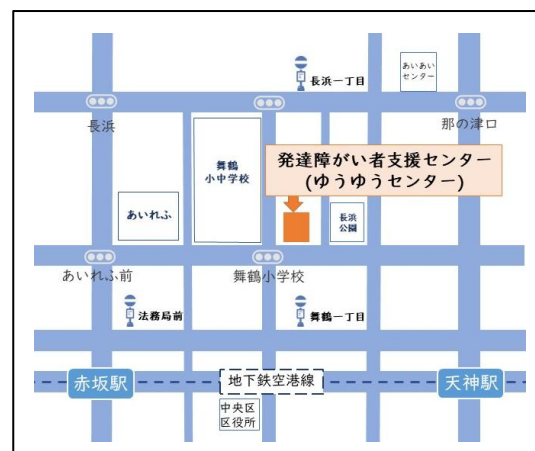 長浜一丁目
あいあい
センター
長浜
那の津口
舞鶴
小中学校
発達障がい者支援センター
(ゆうゆうセンター)
あいれふ
長浜
公園
あいれふ前
舞鶴小学校
法務局前
舞鶴一丁目
赤坂駅
地下鉄空港線
天神駅
中央区
区役所